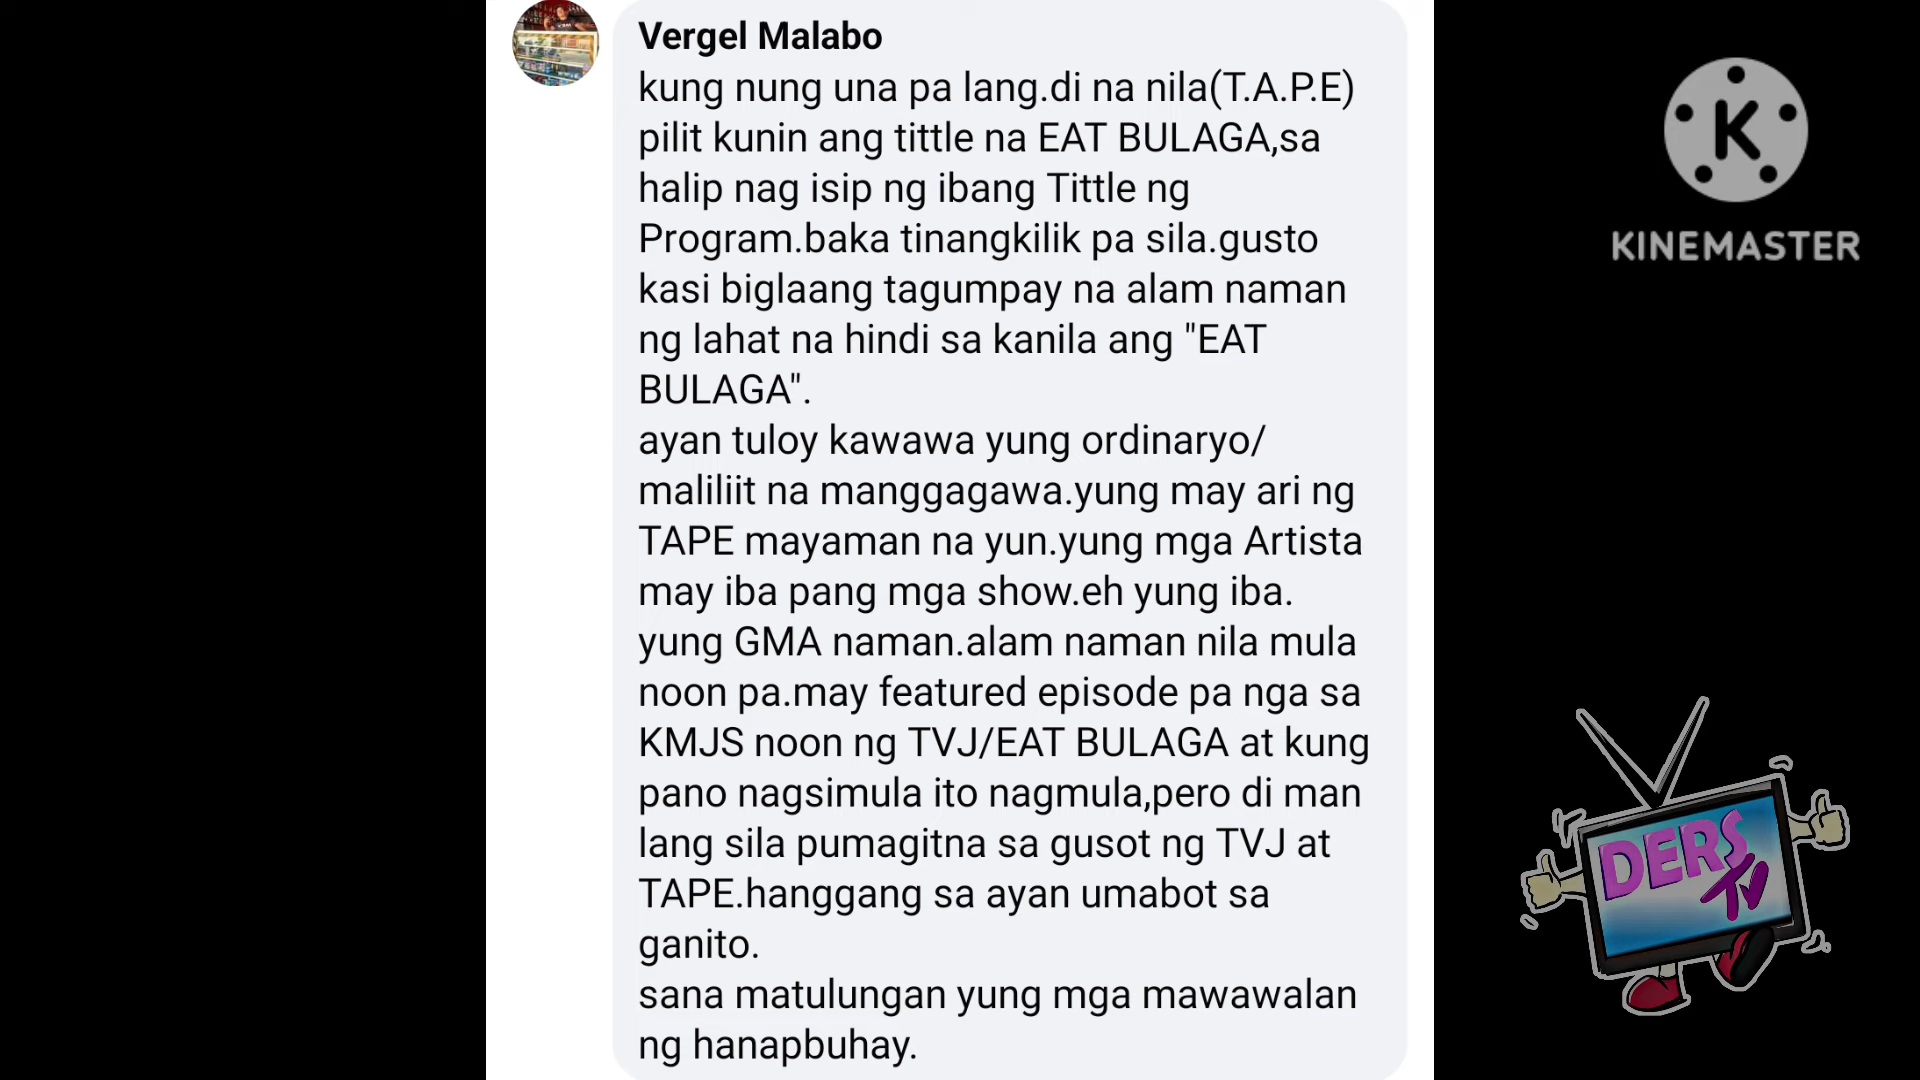 Vergel Malabo
kung nung una pa lang.di na nila(T.A.P.E)
pilit kunin ang tittle na EAT BULAGA,sa
halip nag isip ng ibang Tittle ng
Program.baka tinangkilik pa sila.gusto
kasi biglaang tagumpay na alam naman
ng lahat na hindi sa kanila ang "EAT
BULAGA".
ayan tuloy kawawa yung ordinaryo/
maliliit na manggagawa.yung may ari ng
TAPE mayaman na yun.yung mga Artista
may iba pang mga show.eh yung iba.
yung GMA naman.alam naman nila mula
noon pa.may featured episode pa nga sa
KMJS noon ng TVJ/EAT BULAGA at kung
pano nagsimula ito nagmula,pero di man
lang sila pumagitna sa gusot ng TVJ at
TAPE.hanggang sa ayan umabot sa
ganito.
sana matulungan yung mga mawawalan
ng hanapbuhay.
K
KINEMASTER
DERS
TV